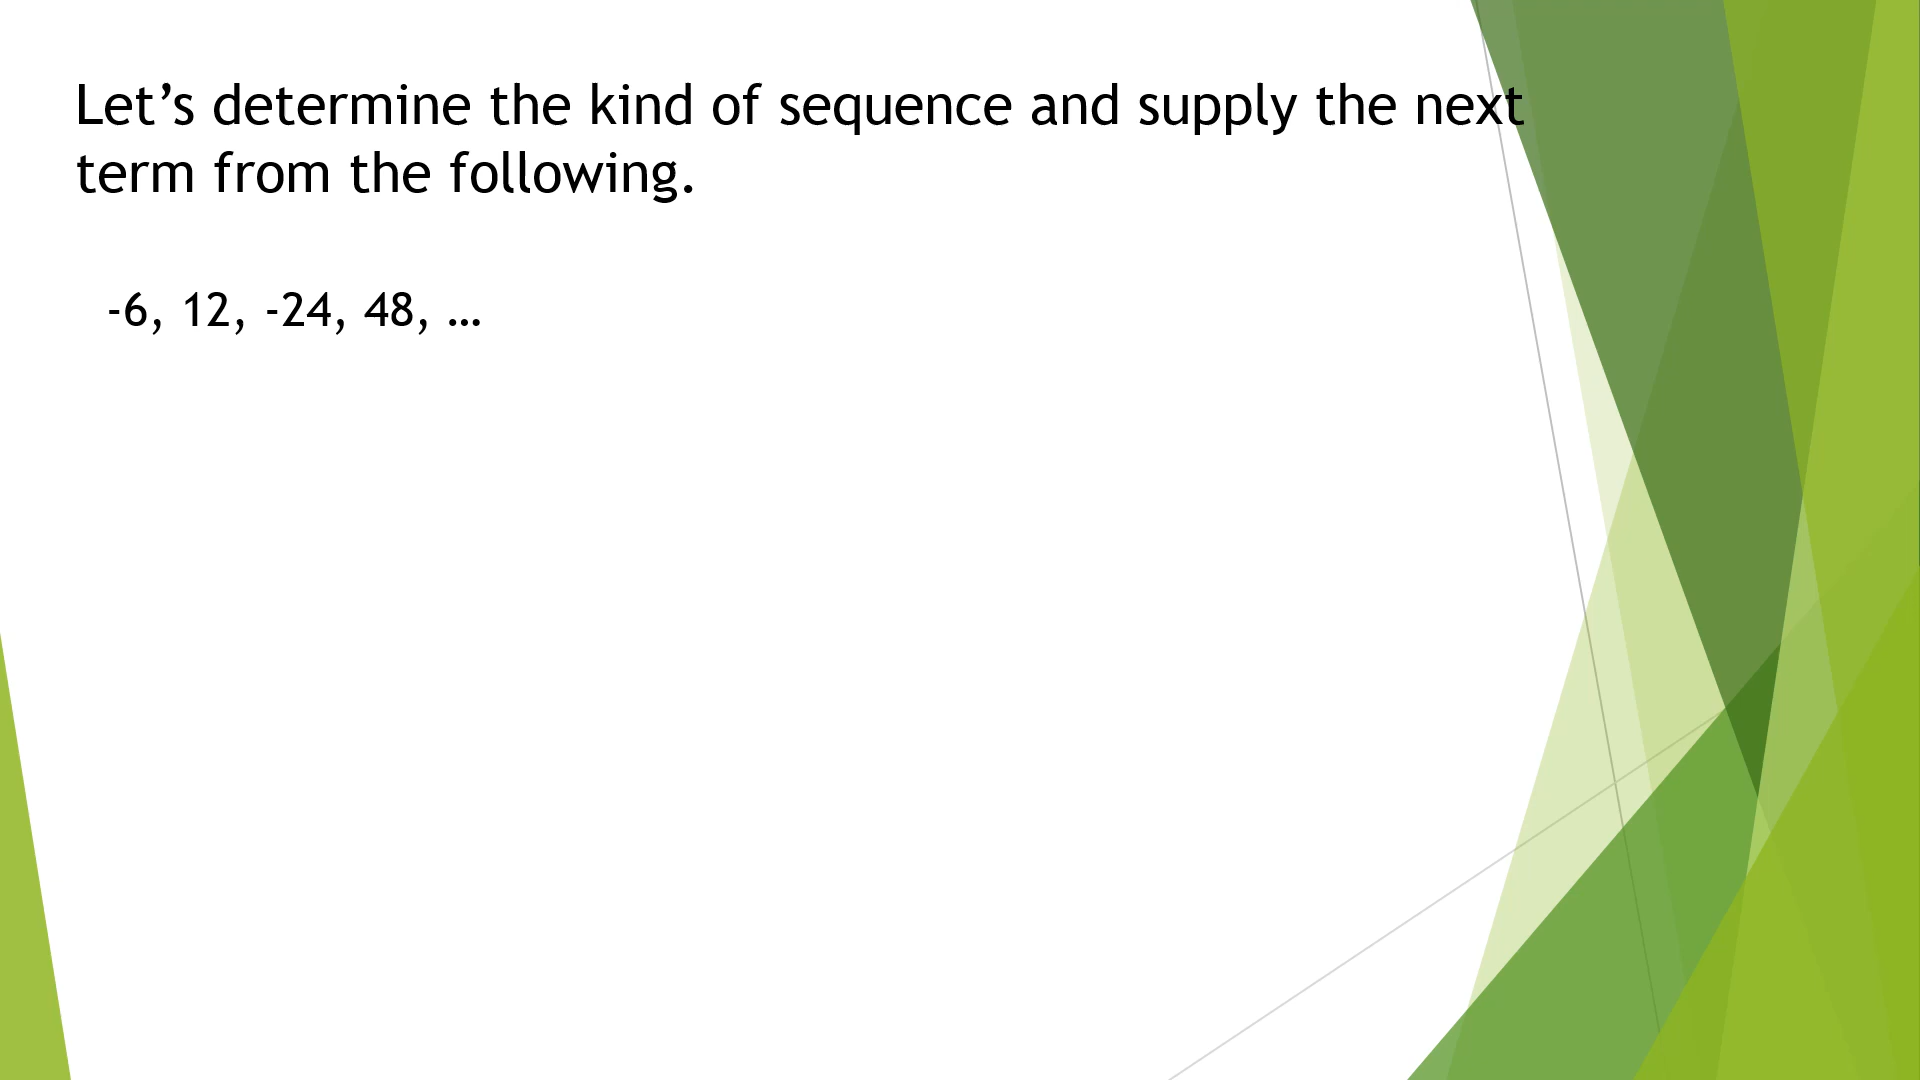 Let’s determine the kind of sequence and supply the next
term from the following.
-6, 12, -24, 48, …